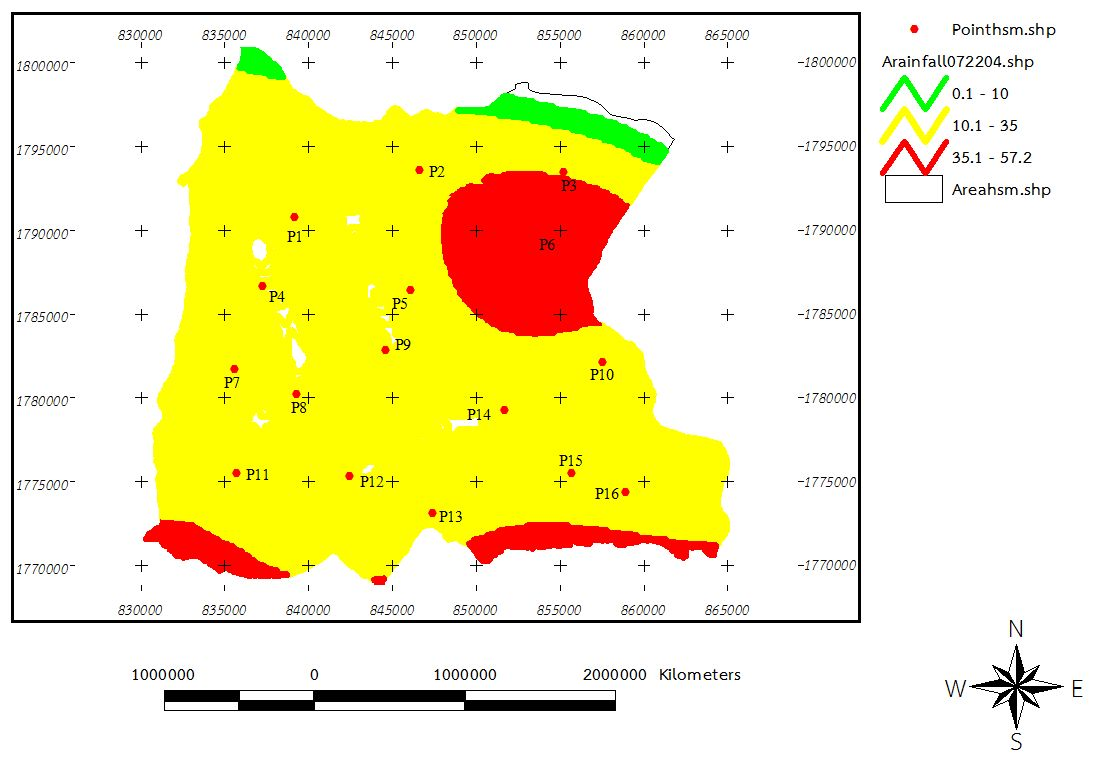 830000 835000 840000 845000 850000 855000 860000 865000
Pointhsm.shp
1800000 1800000
Arainfall072204.shp
0.1 - 10
10.1 - 35
1795000 1795000
35.1 - 57.2
P2
P3
Areahsm.shp
P1
1790000 1790000
P6
P4
P5
1785000 1785000
P9
P10
P7
1780000 1780000
P8
P14
P15
P11
P12
1775000 1775000
P16
P13
1770000 1770000
830000 835000 840000 845000 850000 855000 860000 865000
1000000 0 1000000 2000000 Kilometers
N
W E
S